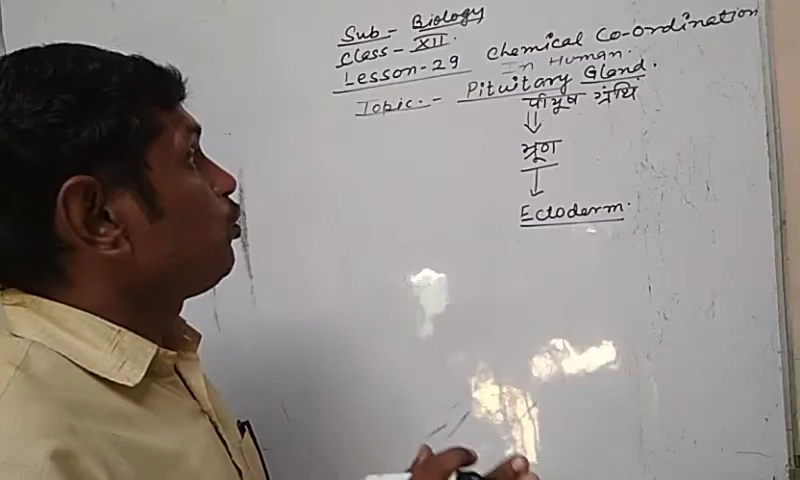 Sub- Biology
Class- XII.
Lesson-29 Chemical Co-ordination
In Human.
Topic:- Pituitary Gland.
पीयूष ग्रंथि
भ्रूण
Ectoderm.